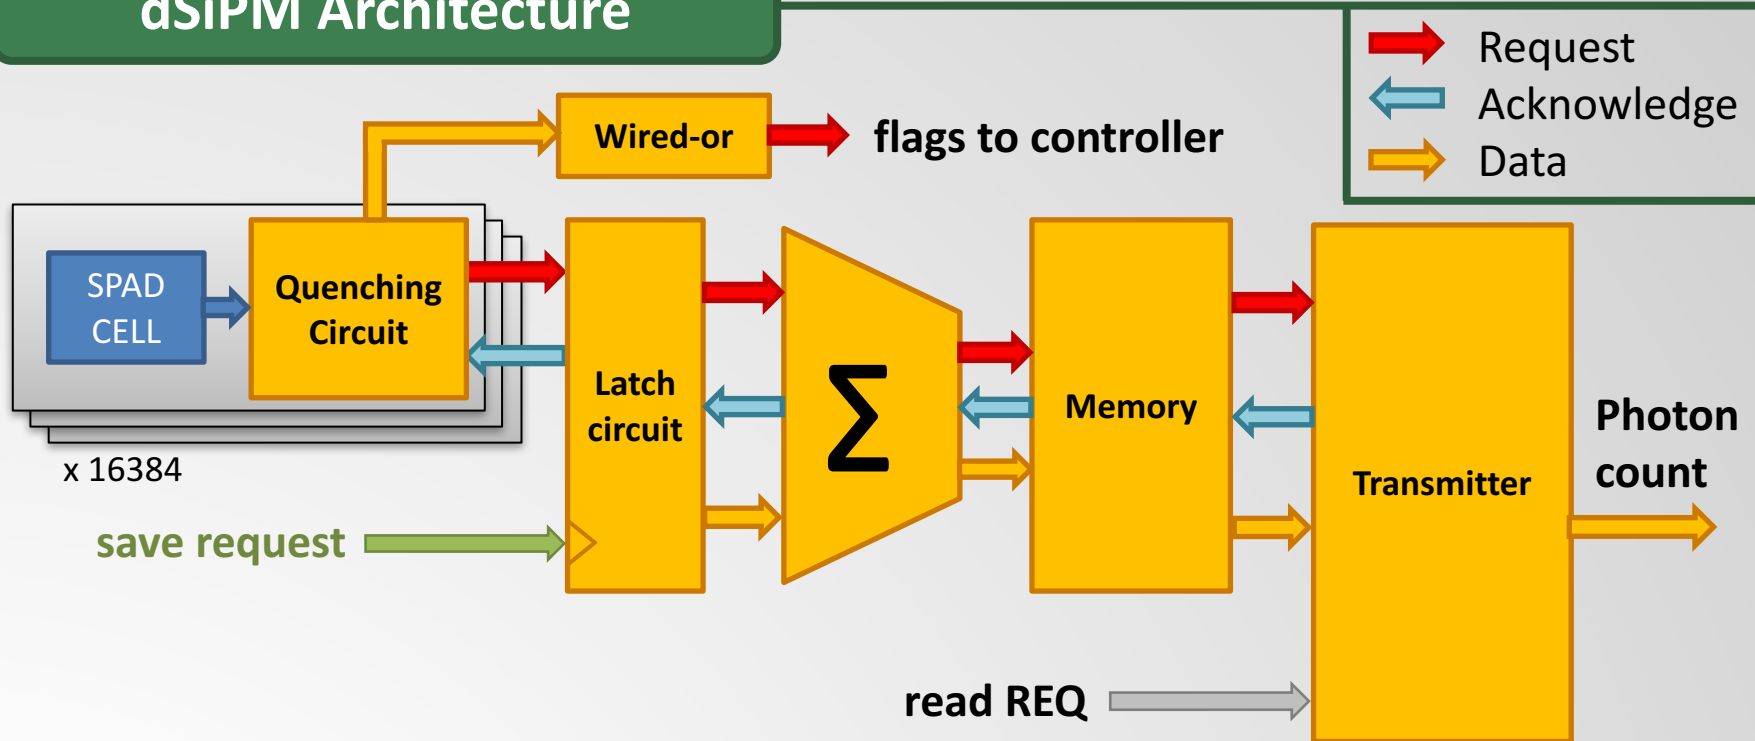 dSiPM Architecture
Request
Acknowledge
Data
Wired-or
flags to controller
SPAD
CELL
Quenching
Circuit
Latch
circuit
Σ
Memory
Transmitter
Photon
count
x 16384
save request
read REQ